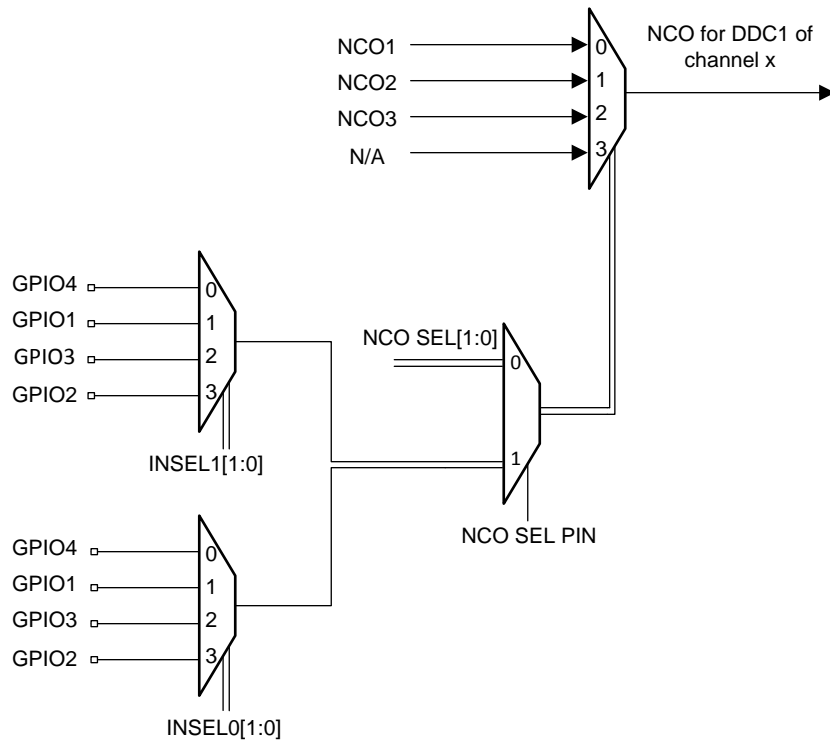 NCO1
NCO2
NCO3
N/A
0
1
2
3
NCO for DDC1 of
channel x
GPIO4
GPIO1
GPIO3
GPIO2
0
1
2
3
INSEL1[1:0]
NCO SEL[1:0]
0
1
NCO SEL PIN
GPIO4
GPIO1
GPIO3
GPIO2
0
1
2
3
INSEL0[1:0]